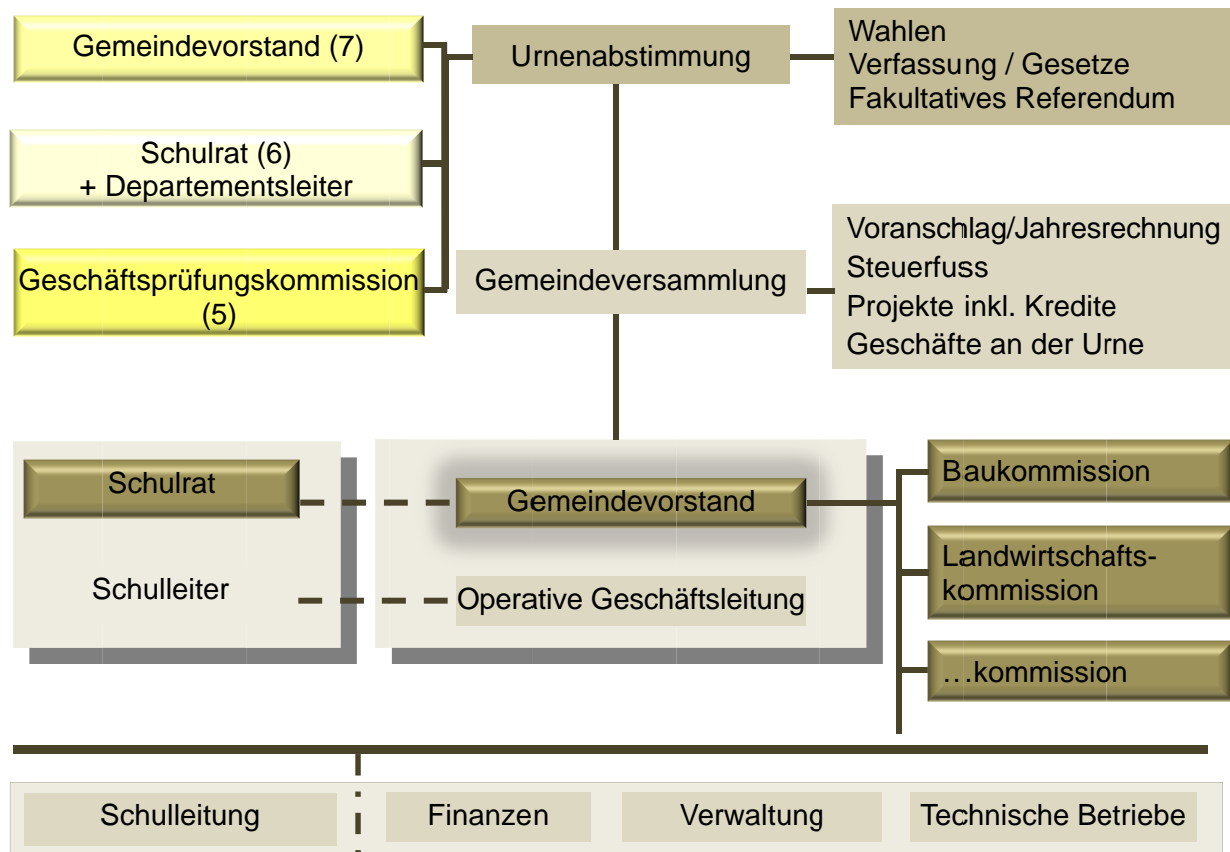 Gemeindevorstand (7)
Urnenabstimmung
Wahlen
Verfassung / Gesetze
Fakultatives Referendum
Schulrat (6)
+ Departementsleiter
Geschäftsprüfungskommission
(5)
Gemeindeversammlung
Voranschlag/Jahresrechnung
Steuerfuss
Projekte inkl. Kredite
Geschäfte an der Urne
Schulrat
Gemeindevorstand
Baukommission
Schulleiter
Operative Geschäftsleitung
Landwirtschafts-
kommission
…kommission
Schulleitung
Finanzen
Verwaltung
Technische Betriebe